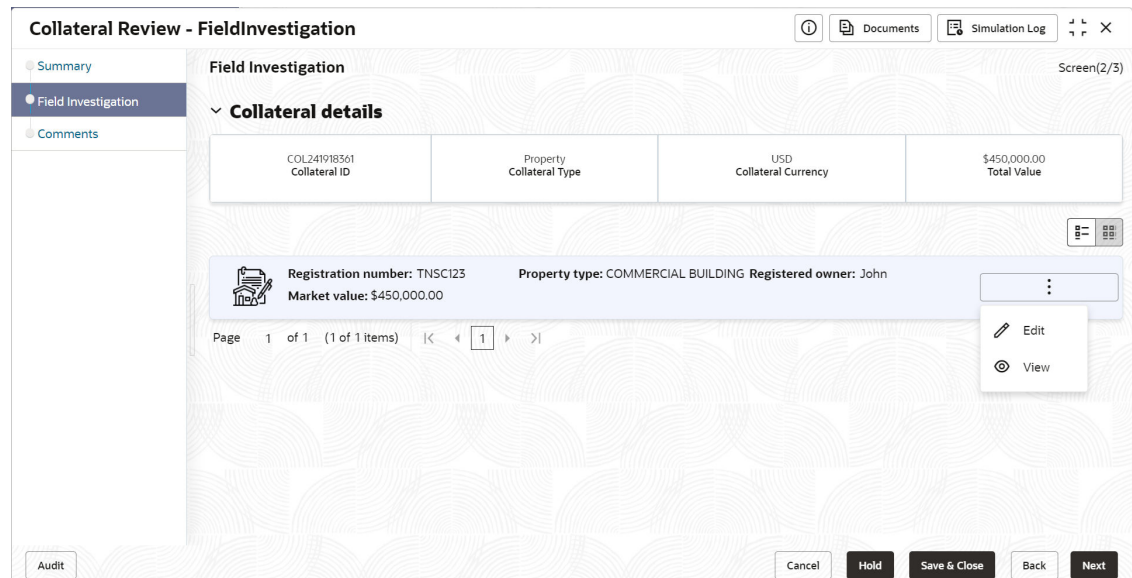 Collateral Review - FieldInvestigation
Documents
Simulation Log
Summary
Field Investigation
Comments
Field Investigation
Screen(2/3)
Collateral details
COL241918361
Collateral ID
Property
Collateral Type
USD
Collateral Currency
$450,000.00
Total Value
Registration number: TNSC123 Property type: COMMERCIAL BUILDING Registered owner: John
Market value: $450,000.00
Page 1 of 1 (1 of 1 items) 1
Edit
View
Audit
Cancel
Hold
Save & Close
Back
Next